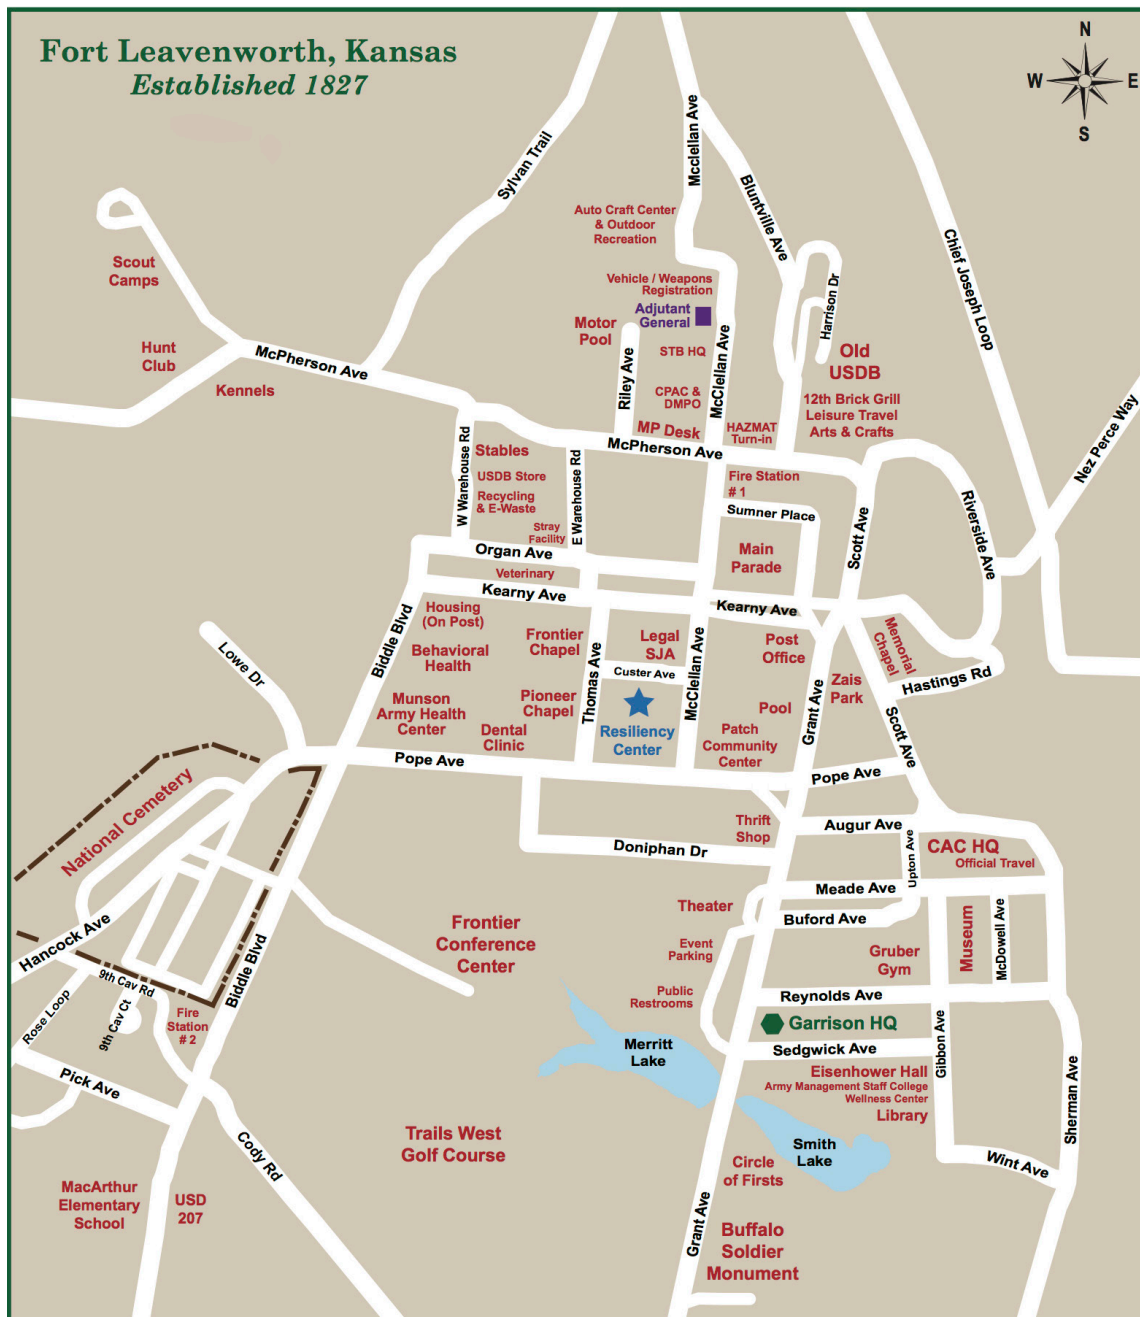 Fort Leavenworth, Kansas
Established 1827
N
W
E
S
Sylvan Trail
Mcclellan Ave
Bluntville Ave
Chief Joseph Loop
Auto Craft Center
& Outdoor
Recreation
Scout
Camps
Vehicle / Weapons
Registration
Adjutant
General
Harrison Dr
Motor
Pool
Hunt
Club
McPherson Ave
Kennels
STB HQ
Riley Ave
McClellan Ave
Old
USDB
CPAC &
DMPO
12th Brick Grill
Leisure Travel
Arts & Crafts
MP Desk
HAZMAT
Turn-in
McPherson Ave
Nez Perce Way
W Warehouse Rd
Stables
USDB Store
Recycling
& E-Waste
E Warehouse Rd
Stray
Facility
Fire Station
# 1
Sumner Place
Scott Ave
Riverside Ave
Organ Ave
Veterinary
Main
Parade
Kearny Ave
Kearny Ave
Housing
(On Post)
Biddle Blvd
Behavioral
Health
Frontier
Chapel
Legal
SJA
Post
Office
Memorial
Chapel
Lowe Dr
Custer Ave
Thomas Ave
McClellan Ave
Zais
Park
Hastings Rd
Munson
Army Health
Center
Pioneer
Chapel
Dental
Clinic
Resiliency
Center
Pool
Patch
Community
Center
Grant Ave
Scott Ave
Pope Ave
Pope Ave
National Cemetery
Thrift
Shop
Augur Ave
Doniphan Dr
Upton Ave
CAC HQ
Official Travel
Meade Ave
Theater
Buford Ave
Hancock Ave
Biddle Blvd
Frontier
Conference
Center
Event
Parking
Gruber
Gym
Museum
McDowell Ave
9th Cav Rd
Rose Loop
9th Cav Ct
Fire
Station
# 2
Public
Restrooms
Reynolds Ave
Garrison HQ
Merritt
Lake
Sedgwick Ave
Gibbon Ave
Pick Ave
Eisenhower Hall
Army Management Staff College
Wellness Center
Library
Sherman Ave
Cody Rd
Trails West
Golf Course
Smith
Lake
Wint Ave
Circle
of Firsts
MacArthur
Elementary
School
USD
207
Grant Ave
Buffalo
Soldier
Monument